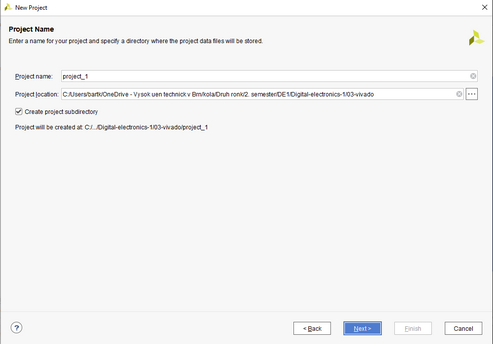 New Project
Project Name
Enter a name for your project and specify a directory where the project data files will be stored.
Project name: project_1
Project location: C:/Users/bartk/OneDrive - Vysok uen technick v Brn/kola/Druh ronk/2. semester/DE1/Digital-electronics-1/03-vivado
Create project subdirectory
Project will be created at: C:/.../Digital-electronics-1/03-vivado/project_1
? < Back Next > Finish Cancel